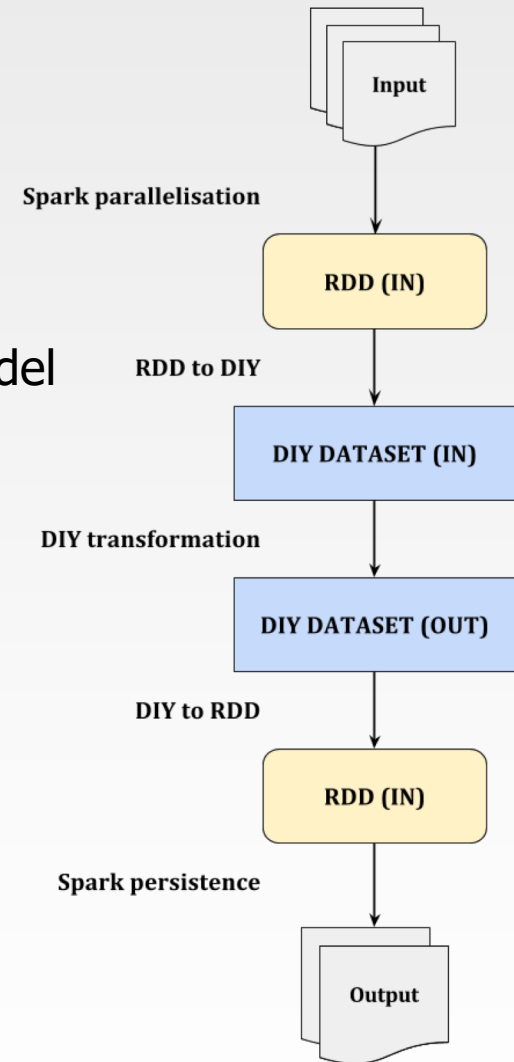 Input
Spark parallelisation
RDD (IN)
del
RDD to DIY
DIY DATASET (IN)
DIY transformation
DIY DATASET (OUT)
DIY to RDD
RDD (IN)
Spark persistence
Output